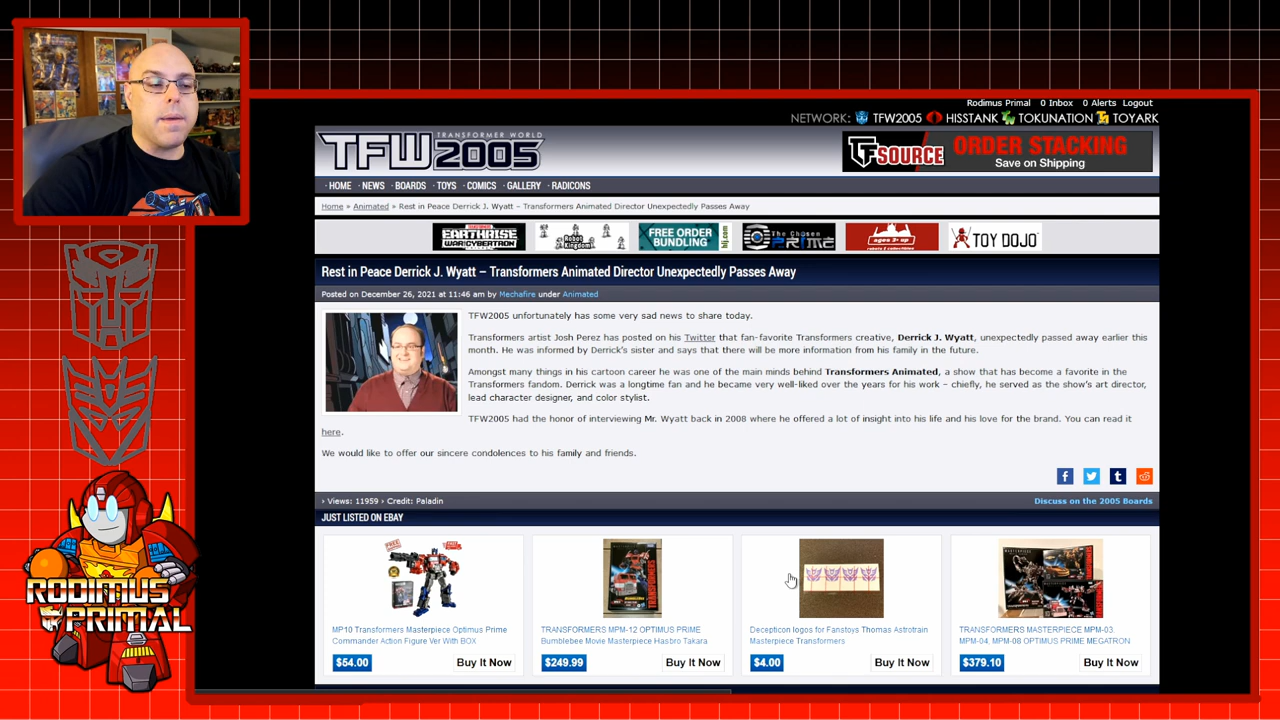 Rodimus Primal 0 Inbox 0 Alerts Logout
NETWORK: TFW2005 HISSTANK TOKUNATION TOYARK
TRANSFORMER WORLD
TFW2005
TFSOURCE ORDER STACKING
Save on Shipping
· HOME · NEWS · BOARDS · TOYS · COMICS · GALLERY · RADICONS
Home » Animated » Rest in Peace Derrick J. Wyatt – Transformers Animated Director Unexpectedly Passes Away
EARTHRISE WAR CYBERTRON
Robot Kingdom
FREE ORDER BUNDLING hlj.com
The Chosen PRIME
ages 3 up
robots & collectibles
TOY DOJO
Rest in Peace Derrick J. Wyatt – Transformers Animated Director Unexpectedly Passes Away
Posted on December 26, 2021 at 11:46 am by Mechafire under Animated
TFW2005 unfortunately has some very sad news to share today.
Transformers artist Josh Perez has posted on his Twitter that fan-favorite Transformers creative, Derrick J. Wyatt, unexpectedly passed away earlier this
month. He was informed by Derrick's sister and says that there will be more information from his family in the future.
Amongst many things in his cartoon career he was one of the main minds behind Transformers Animated, a show that has become a favorite in the
Transformers fandom. Derrick was a longtime fan and he became very well-liked over the years for his work – chiefly, he served as the show's art director,
lead character designer, and color stylist.
TFW2005 had the honor of interviewing Mr. Wyatt back in 2008 where he offered a lot of insight into his life and his love for the brand. You can read it
here.
We would like to offer our sincere condolences to his family and friends.
› Views: 11959 › Credit: Paladin
Discuss on the 2005 Boards
JUST LISTED ON EBAY
MP10 Transformers Masterpiece Optimus Prime
Commander Action Figure Ver With BOX
$54.00 Buy It Now
TRANSFORMERS MPM-12 OPTIMUS PRIME
Bumblebee Movie Masterpiece Hasbro Takara
$249.99 Buy It Now
Decepticon logos for Fanstoys Thomas Astrotrain
Masterpiece Transformers
$4.00 Buy It Now
TRANSFORMERS MASTERPIECE MPM-03.
MPM-04. MPM-08 OPTIMUS PRIME MEGATRON
$379.10 Buy It Now
RODIMUS
PRIMAL